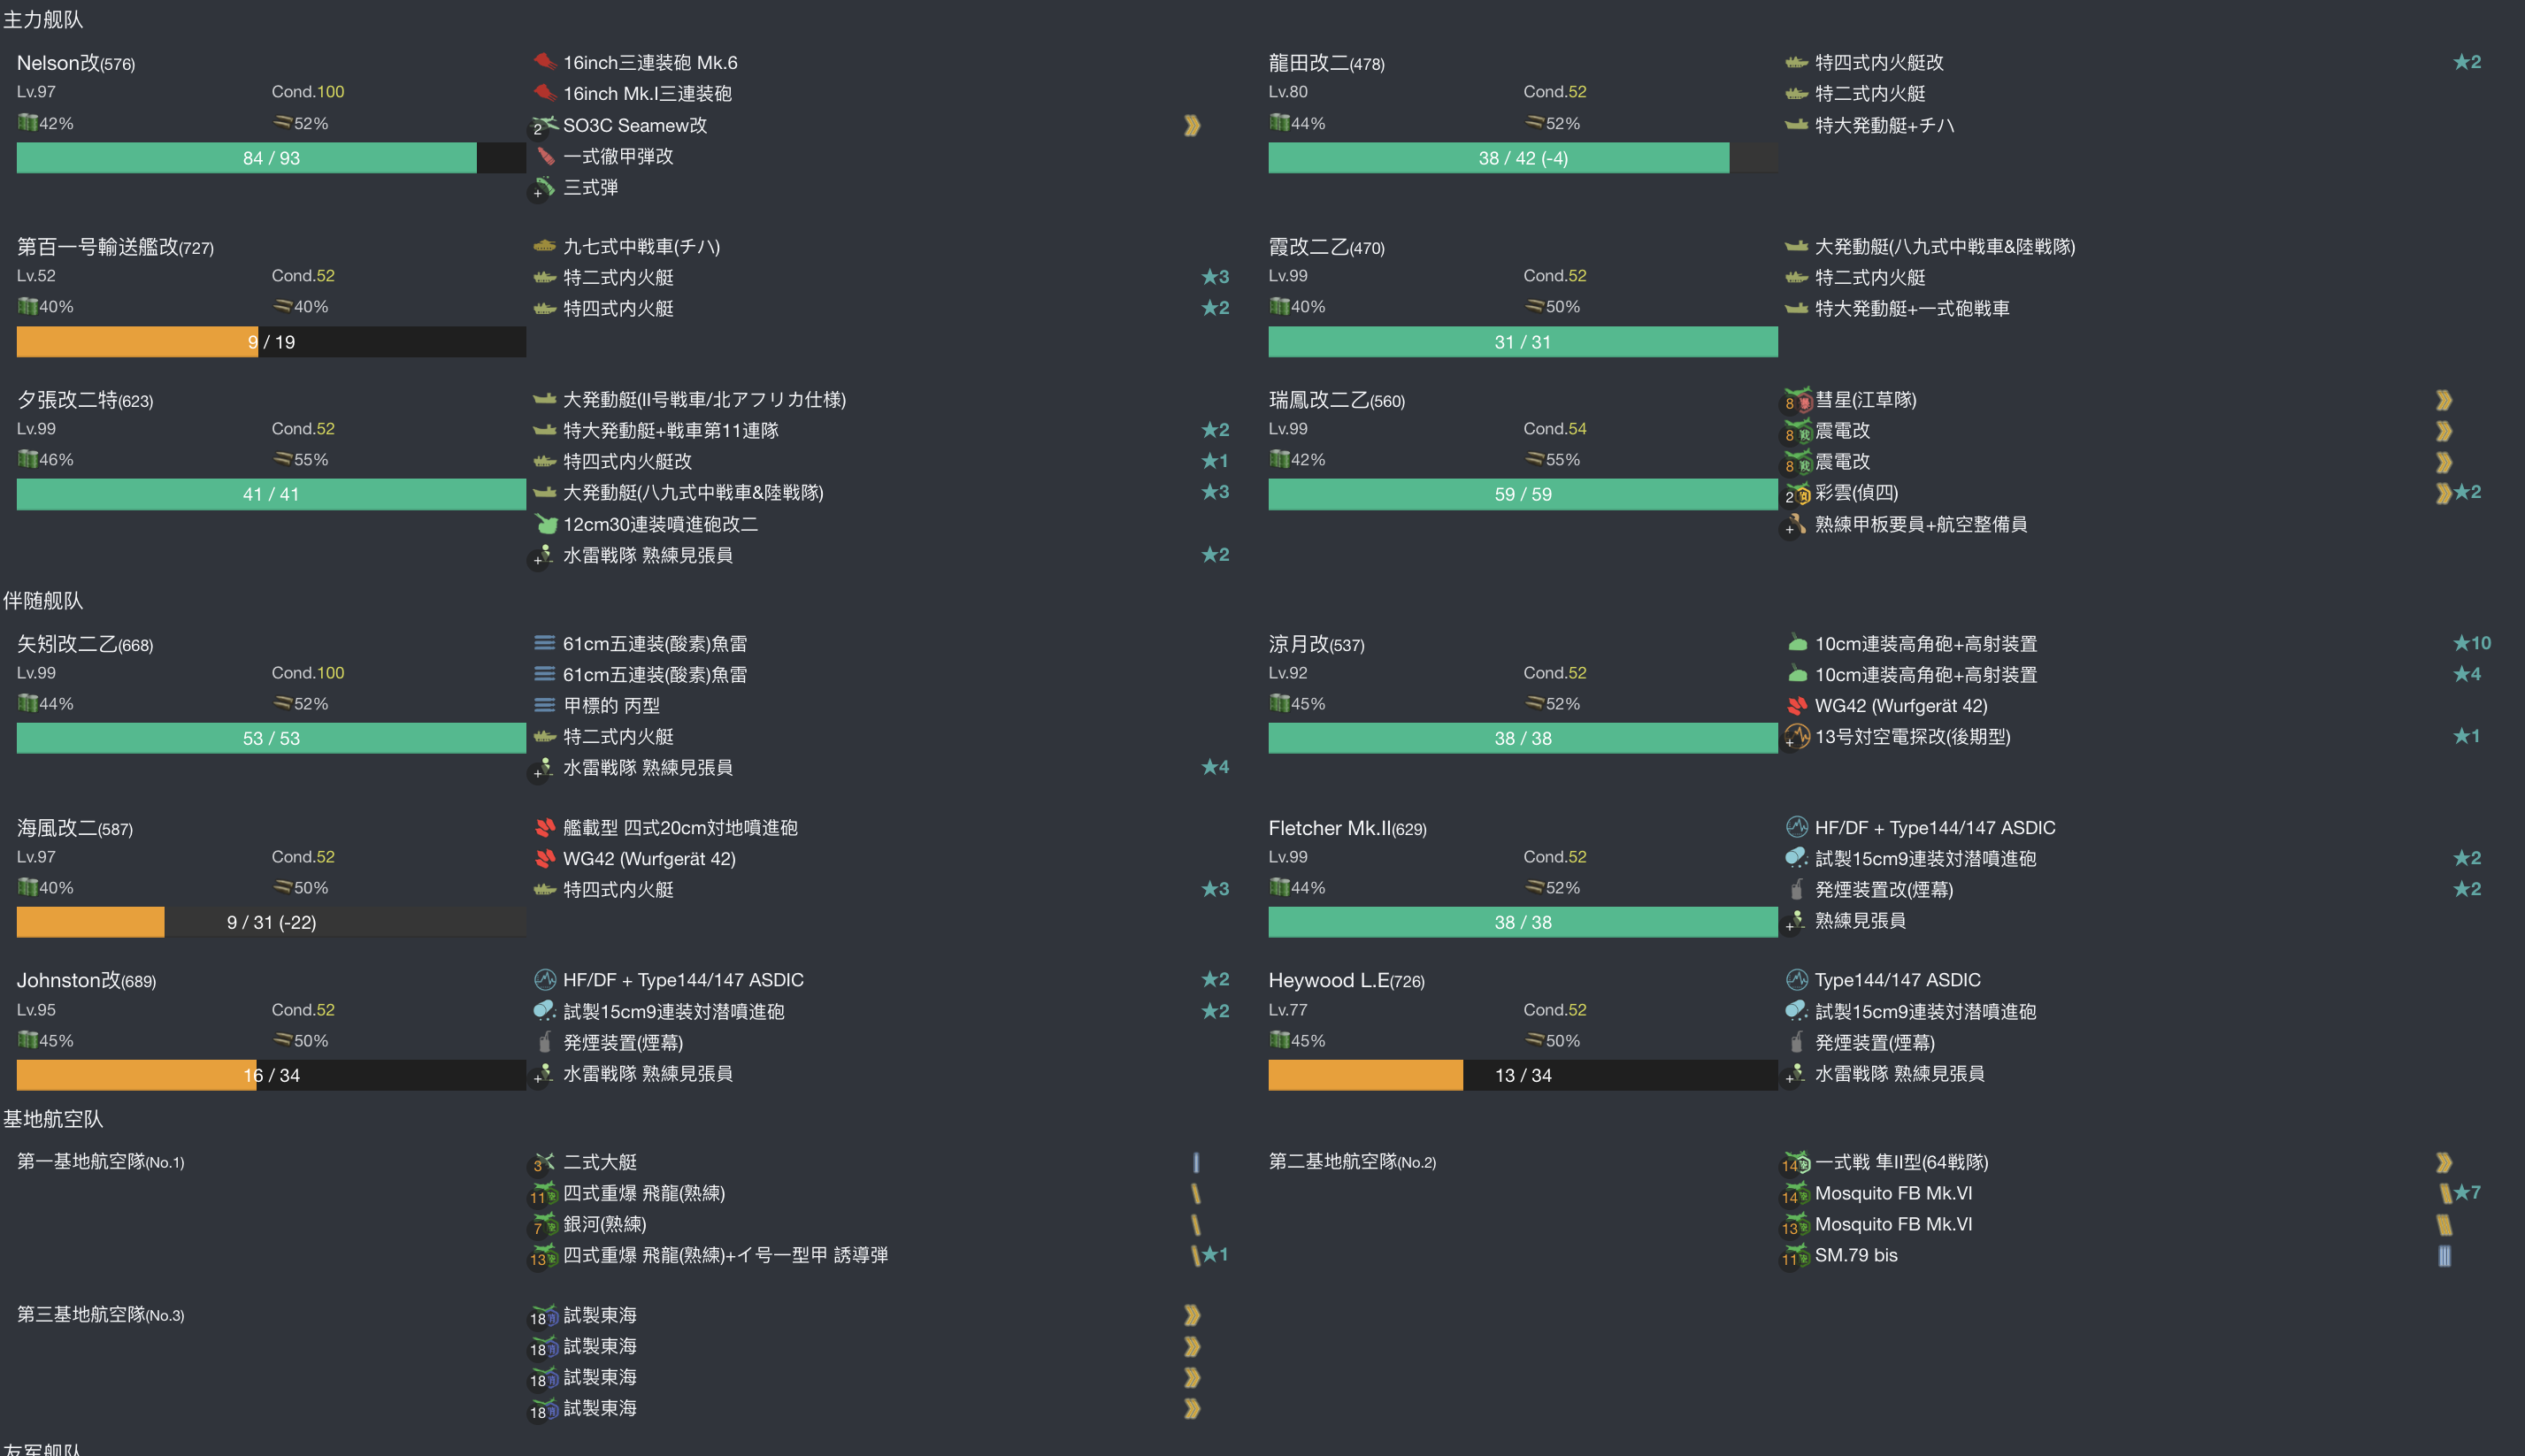 主力舰队
Nelson改(576)
Lv.97 Cond.100
42% 52%
84 / 93
16inch三連装砲 Mk.6
16inch Mk.I三連装砲
2 SO3C Seamew改
一式徹甲弾改
+ 三式弾
龍田改二(478)
Lv.80 Cond.52
44% 52%
38 / 42 (-4)
特四式内火艇改 ★2
特二式内火艇
特大発動艇+チハ
第百一号輸送艦改(727)
Lv.52 Cond.52
40% 40%
9 / 19
九七式中戦車(チハ)
特二式内火艇 ★3
特四式内火艇 ★2
霞改二乙(470)
Lv.99 Cond.52
40% 50%
31 / 31
大発動艇(八九式中戦車&陸戦隊)
特二式内火艇
特大発動艇+一式砲戦車
夕張改二特(623)
Lv.99 Cond.52
46% 55%
41 / 41
大発動艇(II号戦車/北アフリカ仕様)
特大発動艇+戦車第11連隊 ★2
特四式内火艇改 ★1
大発動艇(八九式中戦車&陸戦隊) ★3
12cm30連装噴進砲改二
+ 水雷戦隊 熟練見張員 ★2
瑞鳳改二乙(560)
Lv.99 Cond.54
42% 55%
59 / 59
8 彗星(江草隊)
8 震電改
8 震電改
2 彩雲(偵四) ★2
+ 熟練甲板要員+航空整備員
伴随舰队
矢矧改二乙(668)
Lv.99 Cond.100
44% 52%
53 / 53
61cm五連装(酸素)魚雷
61cm五連装(酸素)魚雷
甲標的 丙型
特二式内火艇
+ 水雷戦隊 熟練見張員 ★4
涼月改(537)
Lv.92 Cond.52
45% 52%
38 / 38
10cm連装高角砲+高射装置 ★10
10cm連装高角砲+高射装置 ★4
WG42 (Wurfgerät 42)
+ 13号対空電探改(後期型) ★1
海風改二(587)
Lv.97 Cond.52
40% 50%
9 / 31 (-22)
艦載型 四式20cm対地噴進砲
WG42 (Wurfgerät 42)
特四式内火艇 ★3
Fletcher Mk.II(629)
Lv.99 Cond.52
44% 52%
38 / 38
HF/DF + Type144/147 ASDIC
試製15cm9連装対潜噴進砲 ★2
発煙装置改(煙幕) ★2
+ 熟練見張員
Johnston改(689)
Lv.95 Cond.52
45% 50%
16 / 34
HF/DF + Type144/147 ASDIC ★2
試製15cm9連装対潜噴進砲 ★2
発煙装置(煙幕)
+ 水雷戦隊 熟練見張員
Heywood L.E(726)
Lv.77 Cond.52
45% 50%
13 / 34
Type144/147 ASDIC
試製15cm9連装対潜噴進砲
発煙装置(煙幕)
+ 水雷戦隊 熟練見張員
基地航空队
第一基地航空隊(No.1)
3 二式大艇
11 四式重爆 飛龍(熟練)
7 銀河(熟練)
13 四式重爆 飛龍(熟練)+イ号一型甲 誘導弾 ★1
第二基地航空隊(No.2)
14 一式戦 隼II型(64戦隊)
14 Mosquito FB Mk.VI ★7
13 Mosquito FB Mk.VI
11 SM.79 bis
第三基地航空隊(No.3)
18 試製東海
18 試製東海
18 試製東海
18 試製東海
友军舰队